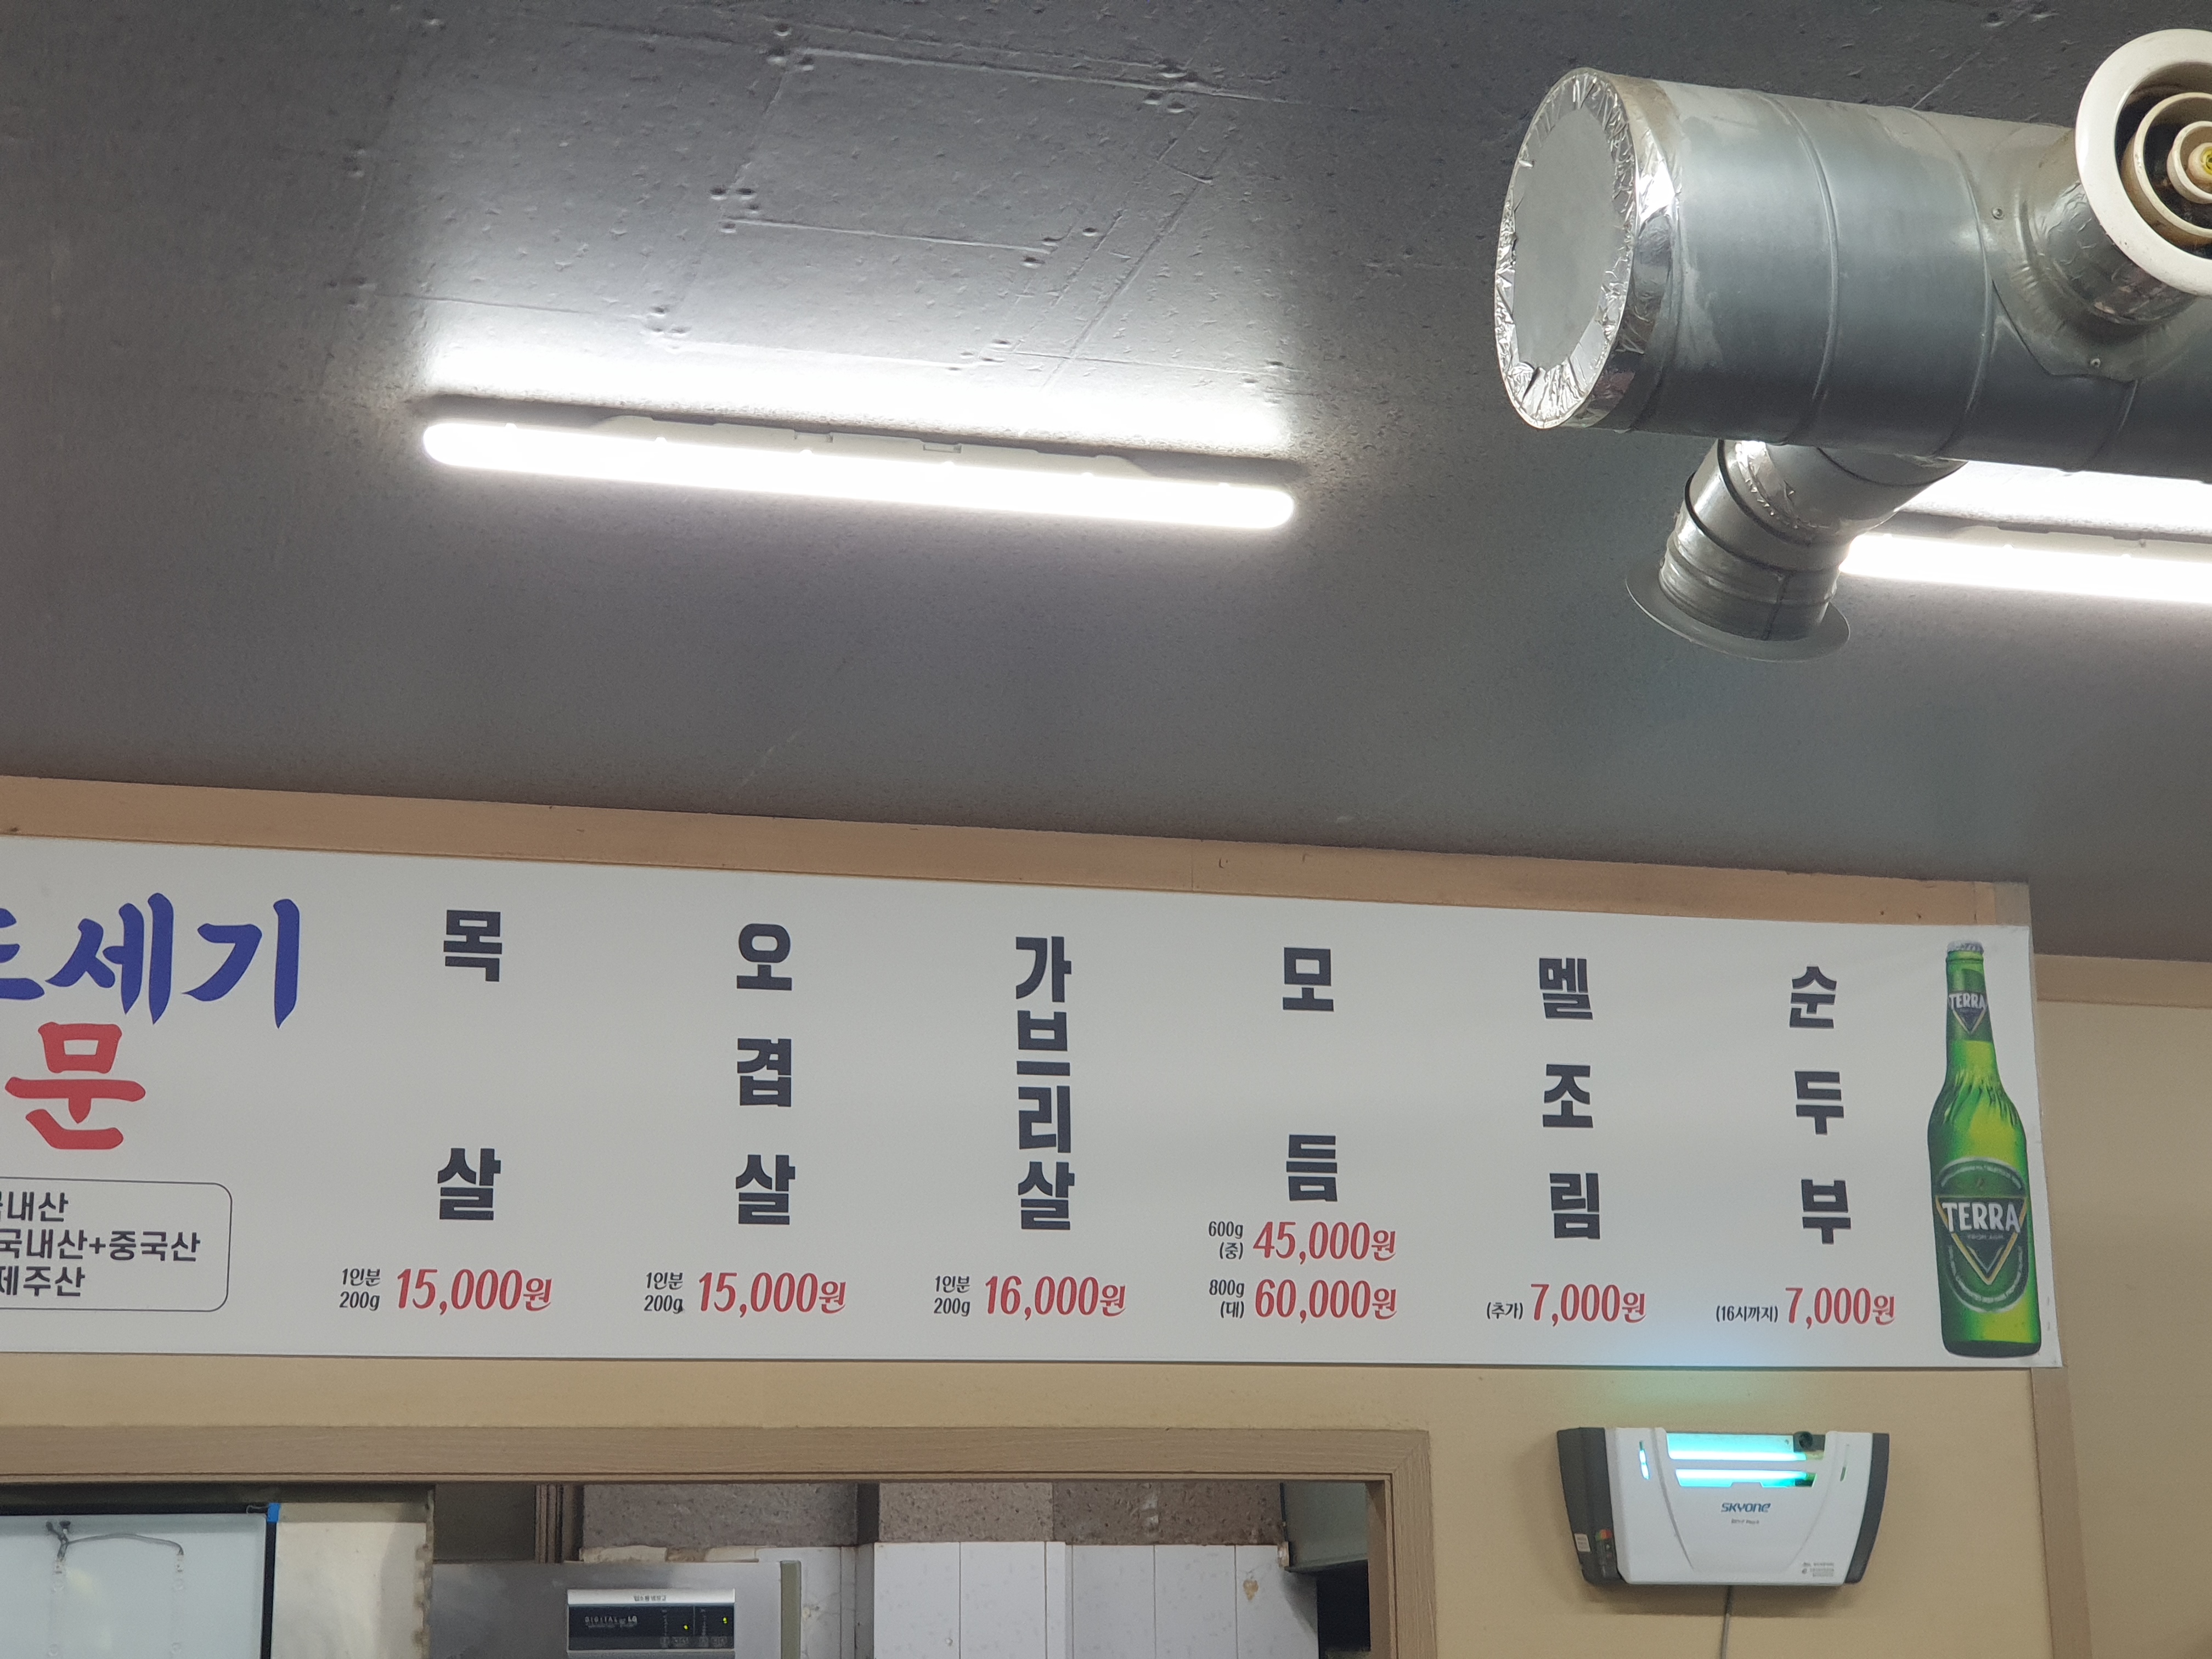 세기
문
내산
국내산+중국산
제주산
목살
1인분
200g 15,000원
오겹살
1인분
200g 15,000원
가브리살
1인분
200g 16,000원
모듬
600g
(중) 45,000원
800g
(대) 60,000원
멜조림
(추가) 7,000원
순두부
(16시까지) 7,000원
TERRA
TERRA
SKYONE
DIGITAL LG